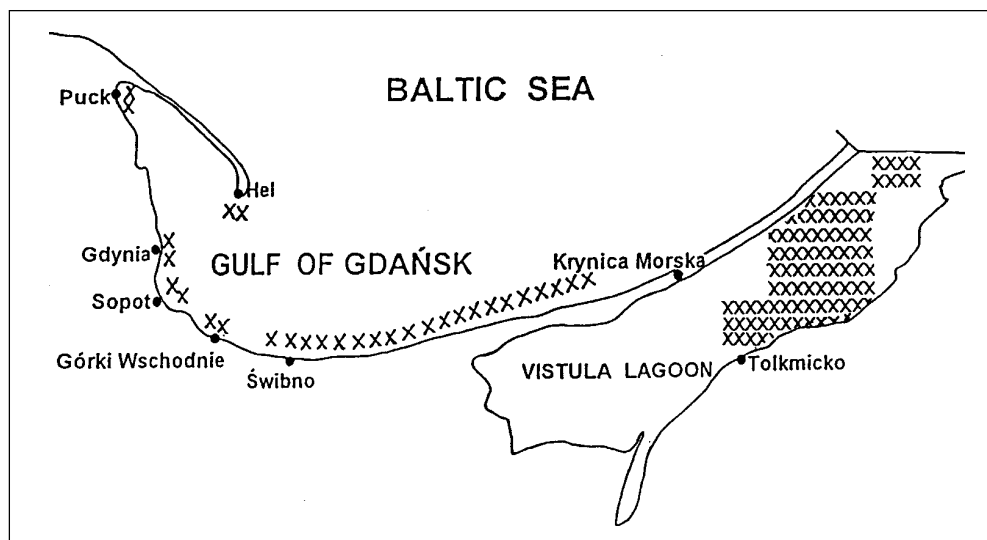 BALTIC SEA
Puck
Hel
Gdynia
GULF OF GDAŃSK
Krynica Morska
Sopot
Górki Wschodnie
Świbno
VISTULA LAGOON
Tolkmicko